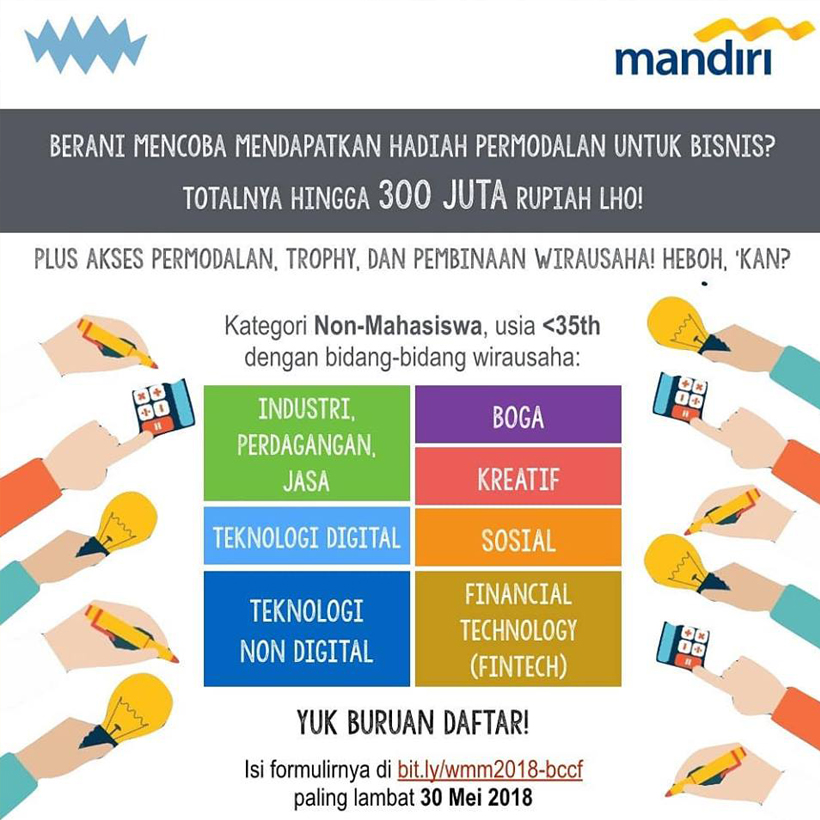 mandiri
BERANI MENCOBA MENDAPATKAN HADIAH PERMODALAN UNTUK BISNIS?
TOTALNYA HINGGA 300 JUTA RUPIAH LHO!
PLUS AKSES PERMODALAN, TROPHY, DAN PEMBINAAN WIRAUSAHA! HEBOH, 'KAN?
Kategori Non-Mahasiswa, usia <35th
dengan bidang-bidang wirausaha:
INDUSTRI,
PERDAGANGAN,
JASA
BOGA
KREATIF
TEKNOLOGI DIGITAL
SOSIAL
TEKNOLOGI
NON DIGITAL
FINANCIAL
TECHNOLOGY
(FINTECH)
YUK BURUAN DAFTAR!
Isi formulirnya di bit.ly/wmm2018-bccf
paling lambat 30 Mei 2018